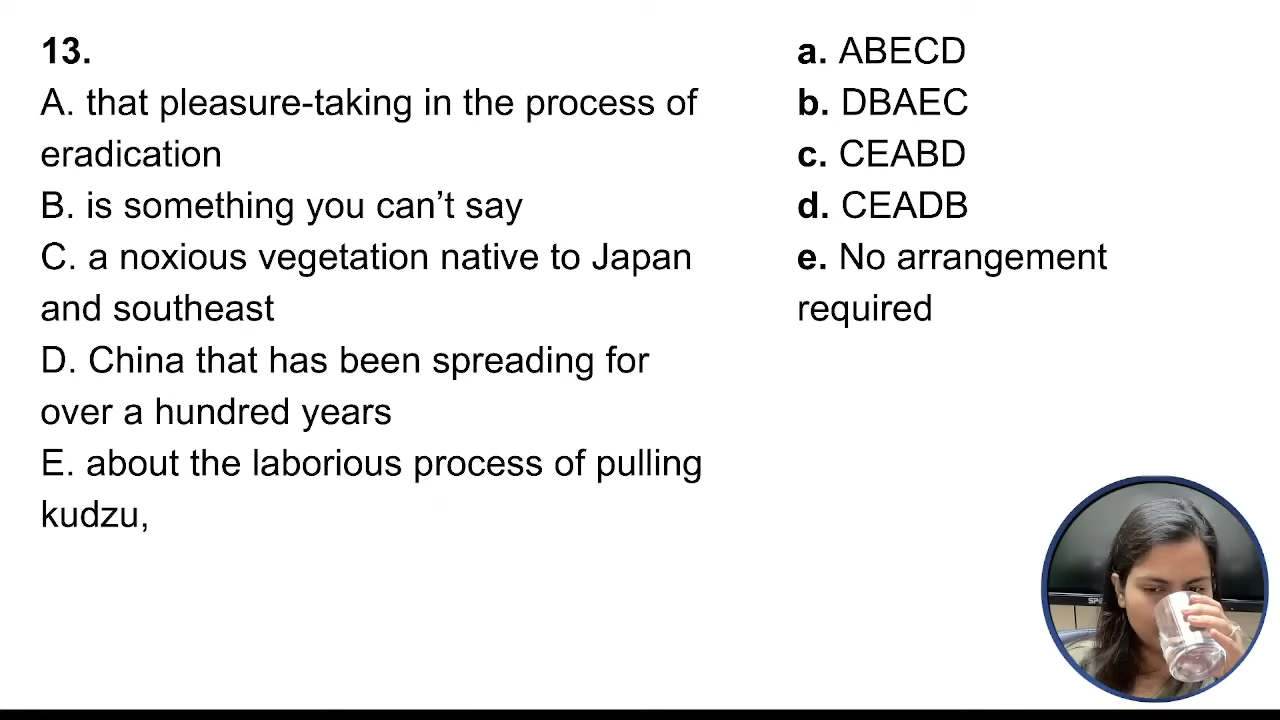 13.
A. that pleasure-taking in the process of
eradication
B. is something you can’t say
C. a noxious vegetation native to Japan
and southeast
D. China that has been spreading for
over a hundred years
E. about the laborious process of pulling
kudzu,
a. ABECD
b. DBAEC
c. CEABD
d. CEADB
e. No arrangement
required